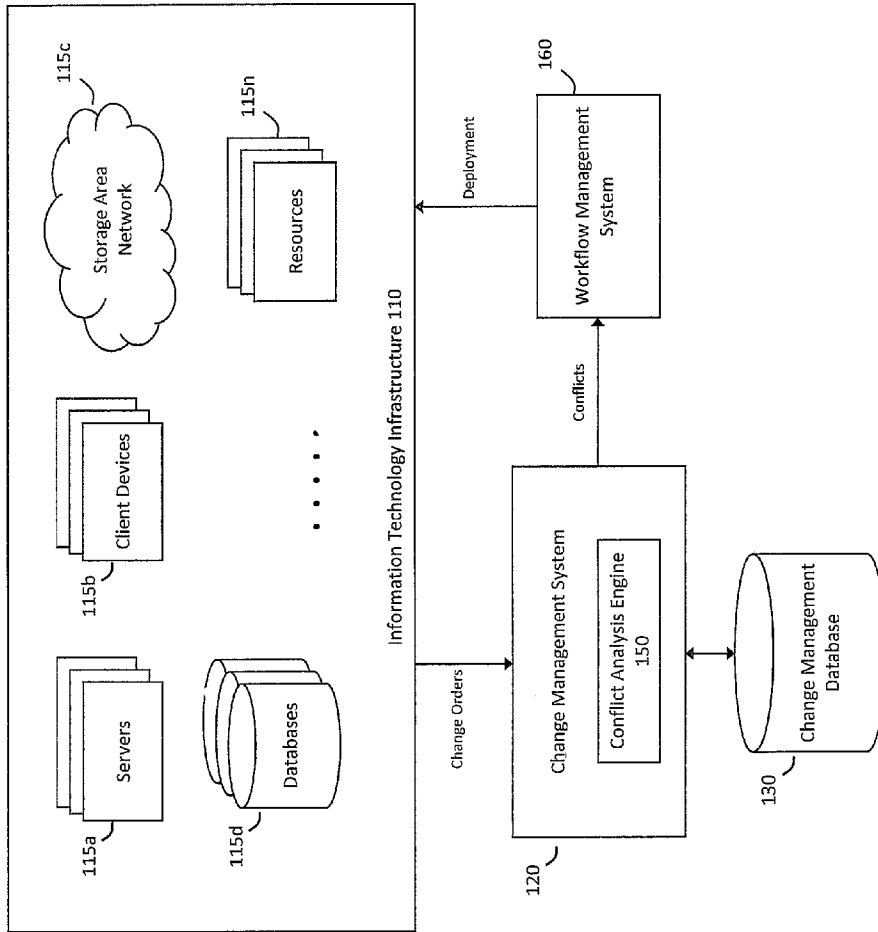 115a
Servers
115b
Client Devices
115c
Storage Area
Network
115d
Databases
115n
Resources
Information Technology Infrastructure 110
Change Orders
Deployment
120
Change Management System
Conflict Analysis Engine
150
Conflicts
160
Workflow Management
System
130
Change Management
Database